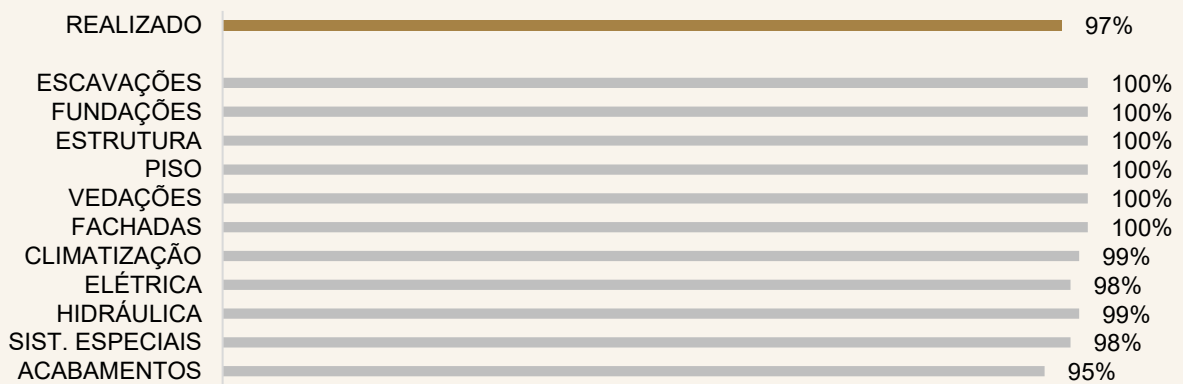 REALIZADO 97%
ESCAVAÇÕES 100%
FUNDAÇÕES 100%
ESTRUTURA 100%
PISO 100%
VEDAÇÕES 100%
FACHADAS 100%
CLIMATIZAÇÃO 99%
ELÉTRICA 98%
HIDRÁULICA 99%
SIST. ESPECIAIS 98%
ACABAMENTOS 95%